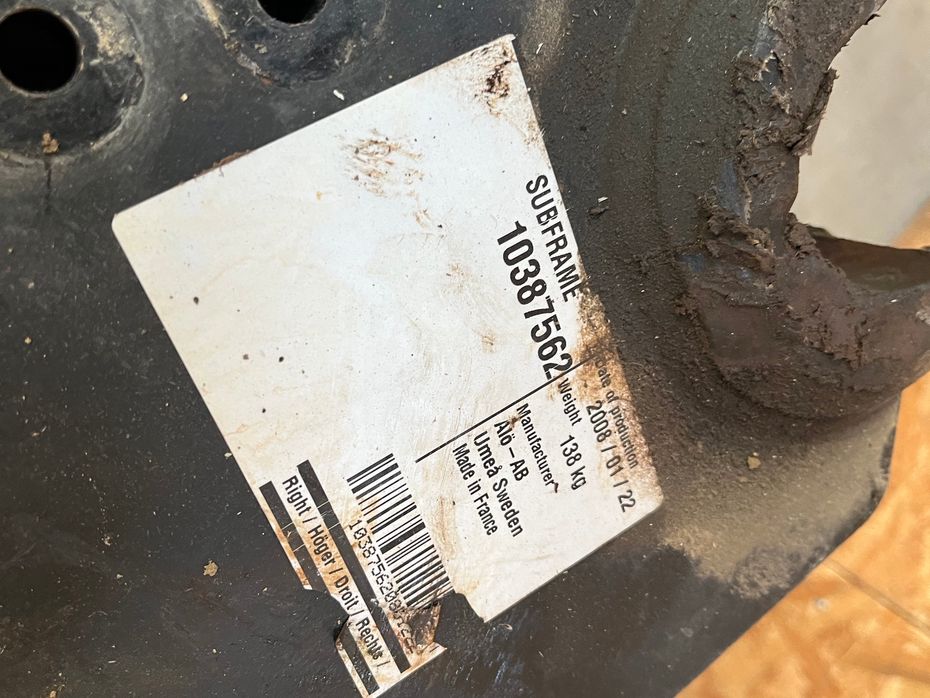 SUBFRAME
10387562
Date of production
2008 / 01 / 22
Weight 138 kg
Manufacturer
Alö - AB
Umeå Sweden
Made in France
Right / Höger / Droit / Rechts /